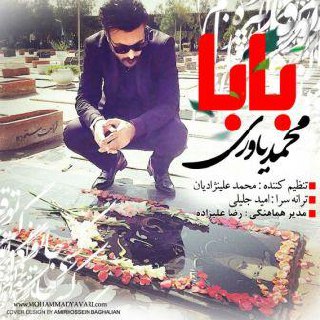 بابا
محمد یاوری
تنظیم کننده : محمد علینژادیان
ترانه سرا : امید جلیلی
مدیر هماهنگی : رضا علیزاده
www.MOHAMMADYAVARI.com
COVER DESIGN BY AMIRHOSSEIN BAGHALIAN